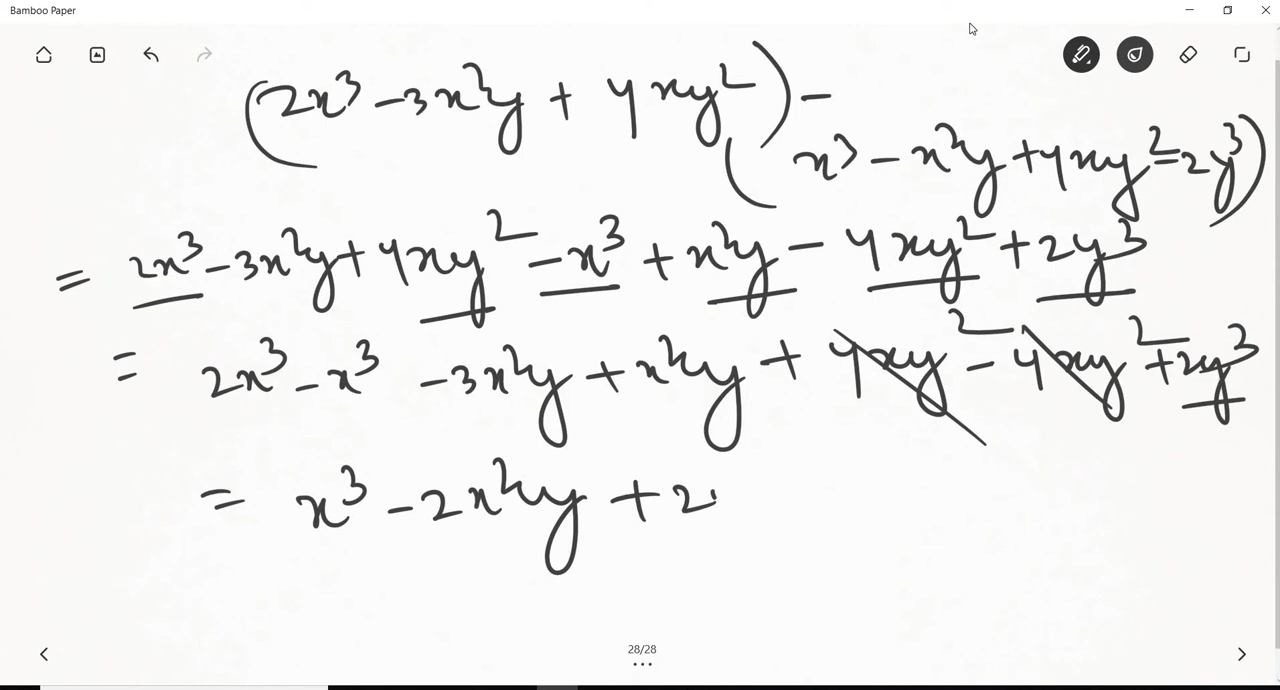 Bamboo Paper
(2x³ - 3x²y + 4xy²) -
(x³ - x²y + 4xy² - 2y³)
= 2x³ - 3x²y + 4xy² - x³ + x²y - 4xy² + 2y³
= 2x³ - x³ - 3x²y + x²y + 4xy² - 4xy² + 2y³
= x³ - 2x²y + 2
28/28